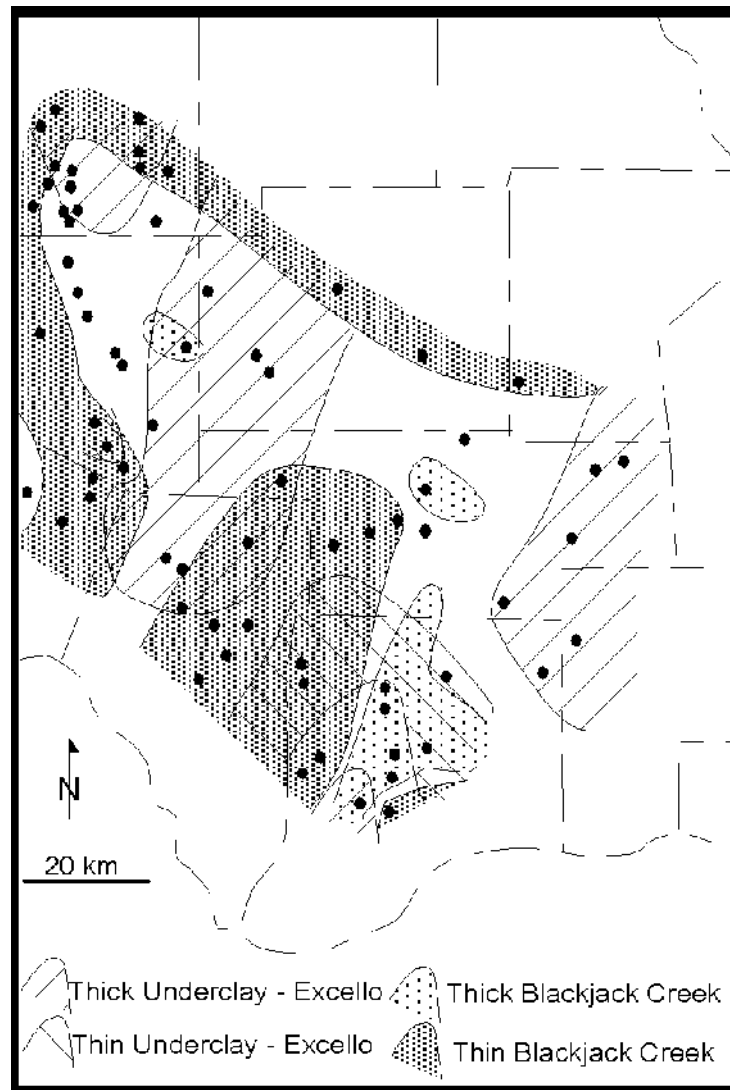 N
20 km
Thick Underclay - Excello
Thick Blackjack Creek
Thin Underclay - Excello
Thin Blackjack Creek